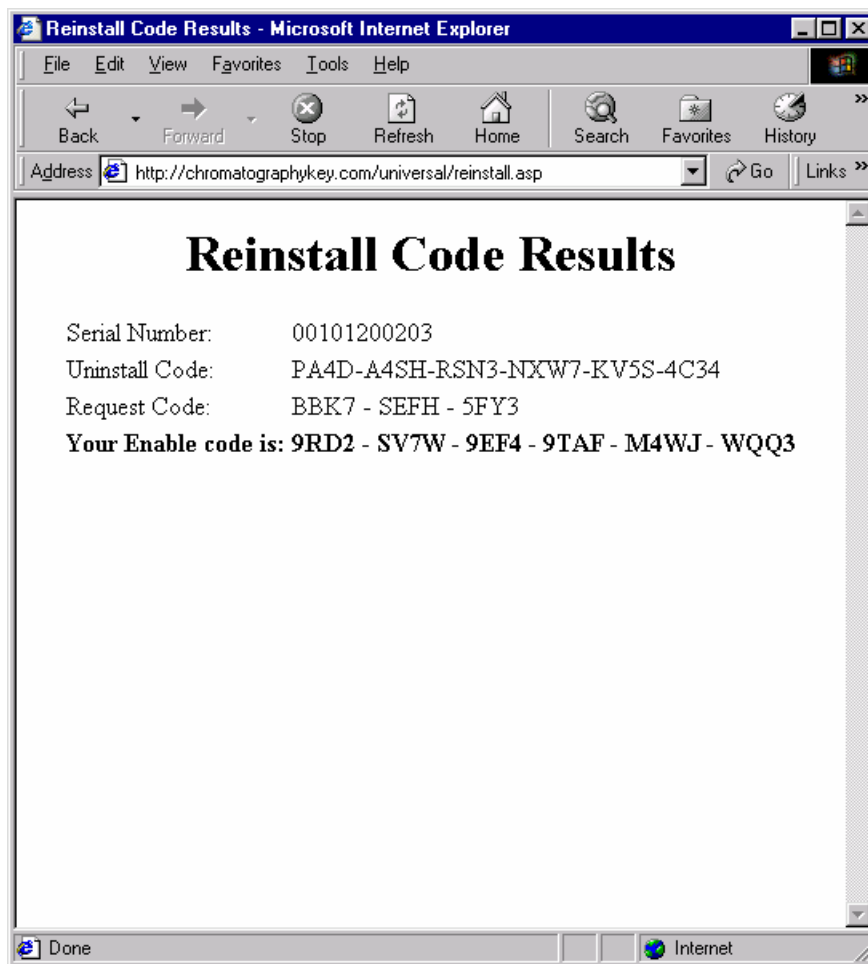 Reinstall Code Results - Microsoft Internet Explorer
File Edit View Favorites Tools Help
Back Forward Stop Refresh Home Search Favorites History »
Address http://chromatographykey.com/universal/reinstall.asp Go Links »
Reinstall Code Results
Serial Number: 00101200203
Uninstall Code: PA4D-A4SH-RSN3-NXW7-KV5S-4C34
Request Code: BBK7 - SEFH - 5FY3
Your Enable code is: 9RD2 - SV7W - 9EF4 - 9TAF - M4WJ - WQQ3
Done Internet